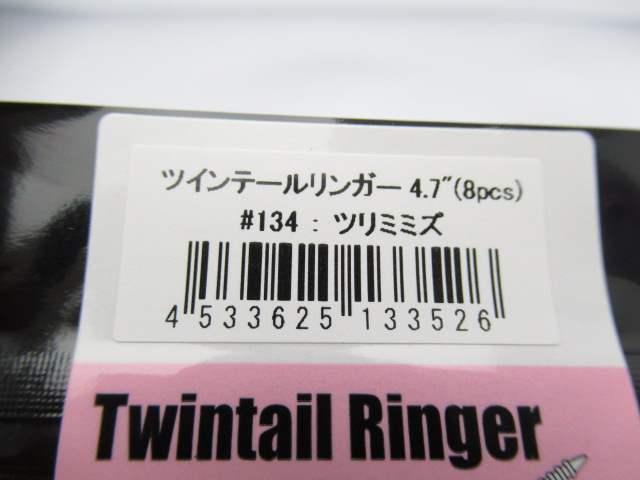 ツインテールリンガー 4.7"(8pcs)
#134 : ツリミミズ
4 533625 133526
Twintail Ringer